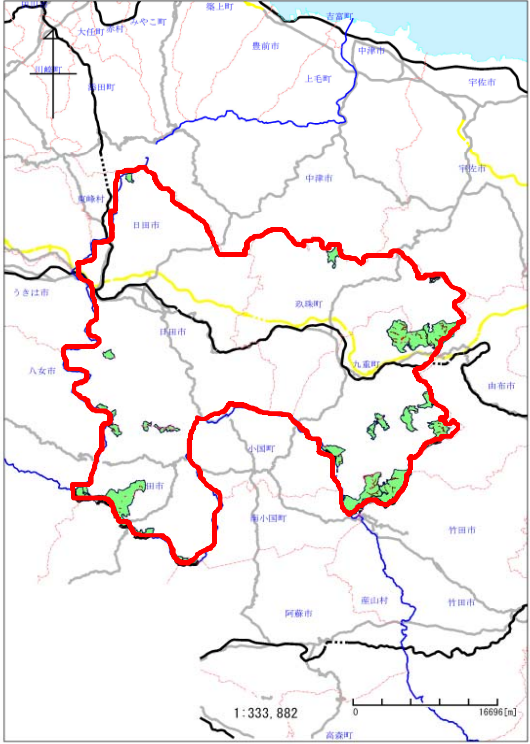 築上町
吉富町
みやこ町
大任町
赤村
豊前市
中津市
川崎町
添田町
上毛町
宇佐市
宇佐市
中津市
東峰村
日田市
うきは市
玖珠町
日田市
八女市
九重町
由布市
小国町
田市
南小国町
竹田市
産山村
竹田市
阿蘇市
1:333,882
0
16696[m]
高森町